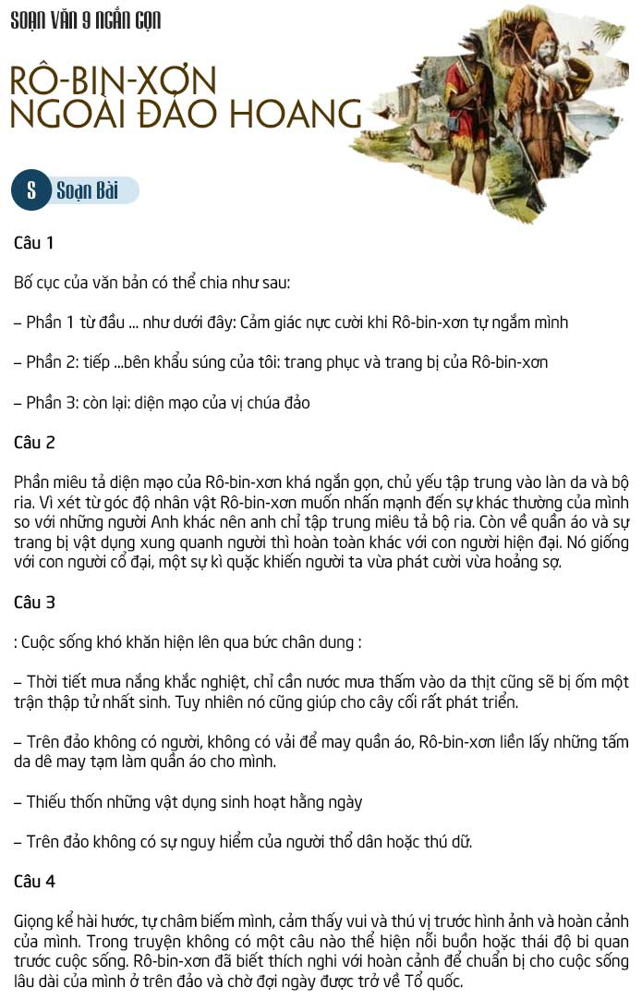 SOẠN VĂN 9 NGẮN GỌN
RÔ-BIN-XƠN
NGOÀI ĐẢO HOANG
S Soạn Bài
Câu 1
Bố cục của văn bản có thể chia như sau:
– Phần 1 từ đầu ... như dưới đây: Cảm giác nực cười khi Rô-bin-xơn tự ngắm mình
– Phần 2: tiếp ...bên khẩu súng của tôi: trang phục và trang bị của Rô-bin-xơn
– Phần 3: còn lại: diện mạo của vị chúa đảo
Câu 2
Phần miêu tả diện mạo của Rô-bin-xơn khá ngắn gọn, chủ yếu tập trung vào làn da và bộ
ria. Vì xét từ góc độ nhân vật Rô-bin-xơn muốn nhấn mạnh đến sự khác thường của mình
so với những người Anh khác nên anh chỉ tập trung miêu tả bộ ria. Còn về quần áo và sự
trang bị vật dụng xung quanh người thì hoàn toàn khác với con người hiện đại. Nó giống
với con người cổ đại, một sự kì quặc khiến người ta vừa phát cười vừa hoảng sợ.
Câu 3
: Cuộc sống khó khăn hiện lên qua bức chân dung :
– Thời tiết mưa nắng khắc nghiệt, chỉ cần nước mưa thấm vào da thịt cũng sẽ bị ốm một
trận thập tử nhất sinh. Tuy nhiên nó cũng giúp cho cây cối rất phát triển.
– Trên đảo không có người, không có vải để may quần áo, Rô-bin-xơn liền lấy những tấm
da dê may tạm làm quần áo cho mình.
– Thiếu thốn những vật dụng sinh hoạt hằng ngày
– Trên đảo không có sự nguy hiểm của người thổ dân hoặc thú dữ.
Câu 4
Giọng kể hài hước, tự châm biếm mình, cảm thấy vui và thú vị trước hình ảnh và hoàn cảnh
của mình. Trong truyện không có một câu nào thể hiện nỗi buồn hoặc thái độ bi quan
trước cuộc sống. Rô-bin-xơn đã biết thích nghi với hoàn cảnh để chuẩn bị cho cuộc sống
lâu dài của mình ở trên đảo và chờ đợi ngày được trở về Tổ quốc.